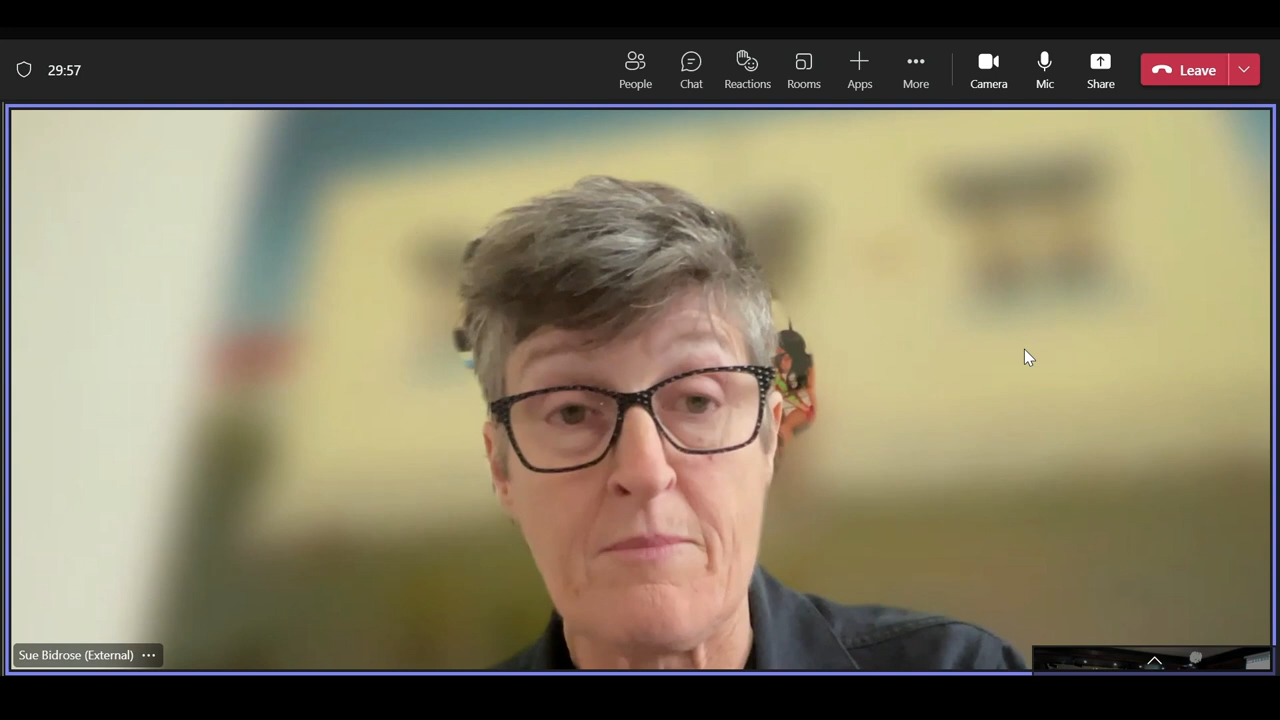 29:57
People
Chat
Reactions
Rooms
Apps
More
Camera
Mic
Share
Leave
Sue Bidrose (External)